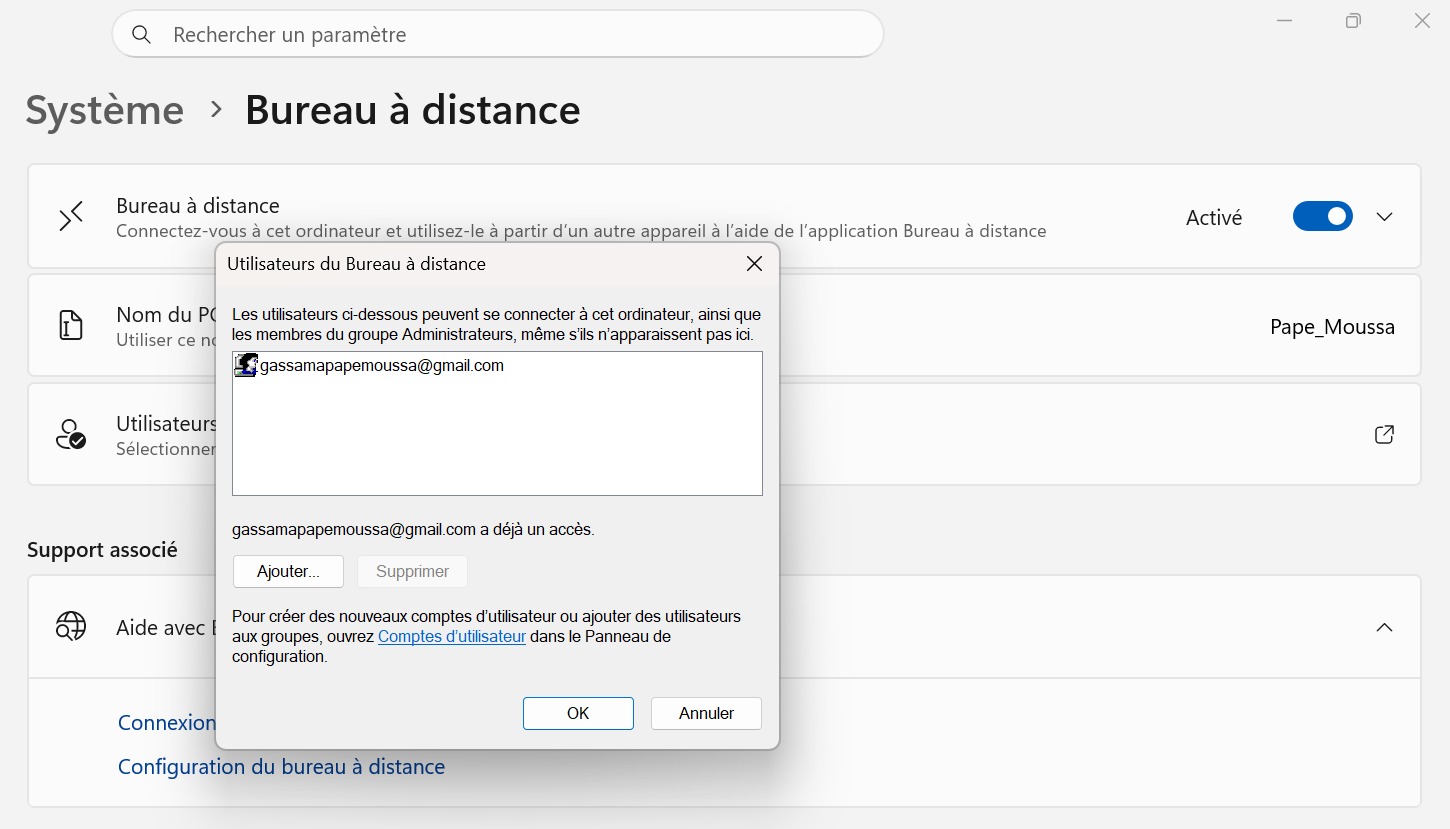 Rechercher un paramètre
Système > Bureau à distance
Bureau à distance
Connectez-vous à cet ordinateur et utilisez-le à partir d'un autre appareil à l'aide de l'application Bureau à distance
Activé
Utilisateurs du Bureau à distance
Les utilisateurs ci-dessous peuvent se connecter à cet ordinateur, ainsi que
les membres du groupe Administrateurs, même s'ils n'apparaissent pas ici.
gassamapapemoussa@gmail.com
gassamapapemoussa@gmail.com a déjà un accès.
Ajouter...
Supprimer
Pour créer des nouveaux comptes d'utilisateur ou ajouter des utilisateurs
aux groupes, ouvrez Comptes d'utilisateur dans le Panneau de
configuration.
OK
Annuler
Nom du
Utiliser ce
Pape_Moussa
Utilisateurs
Sélectionner
Support associé
Aide avec
Connexion
Configuration du bureau à distance